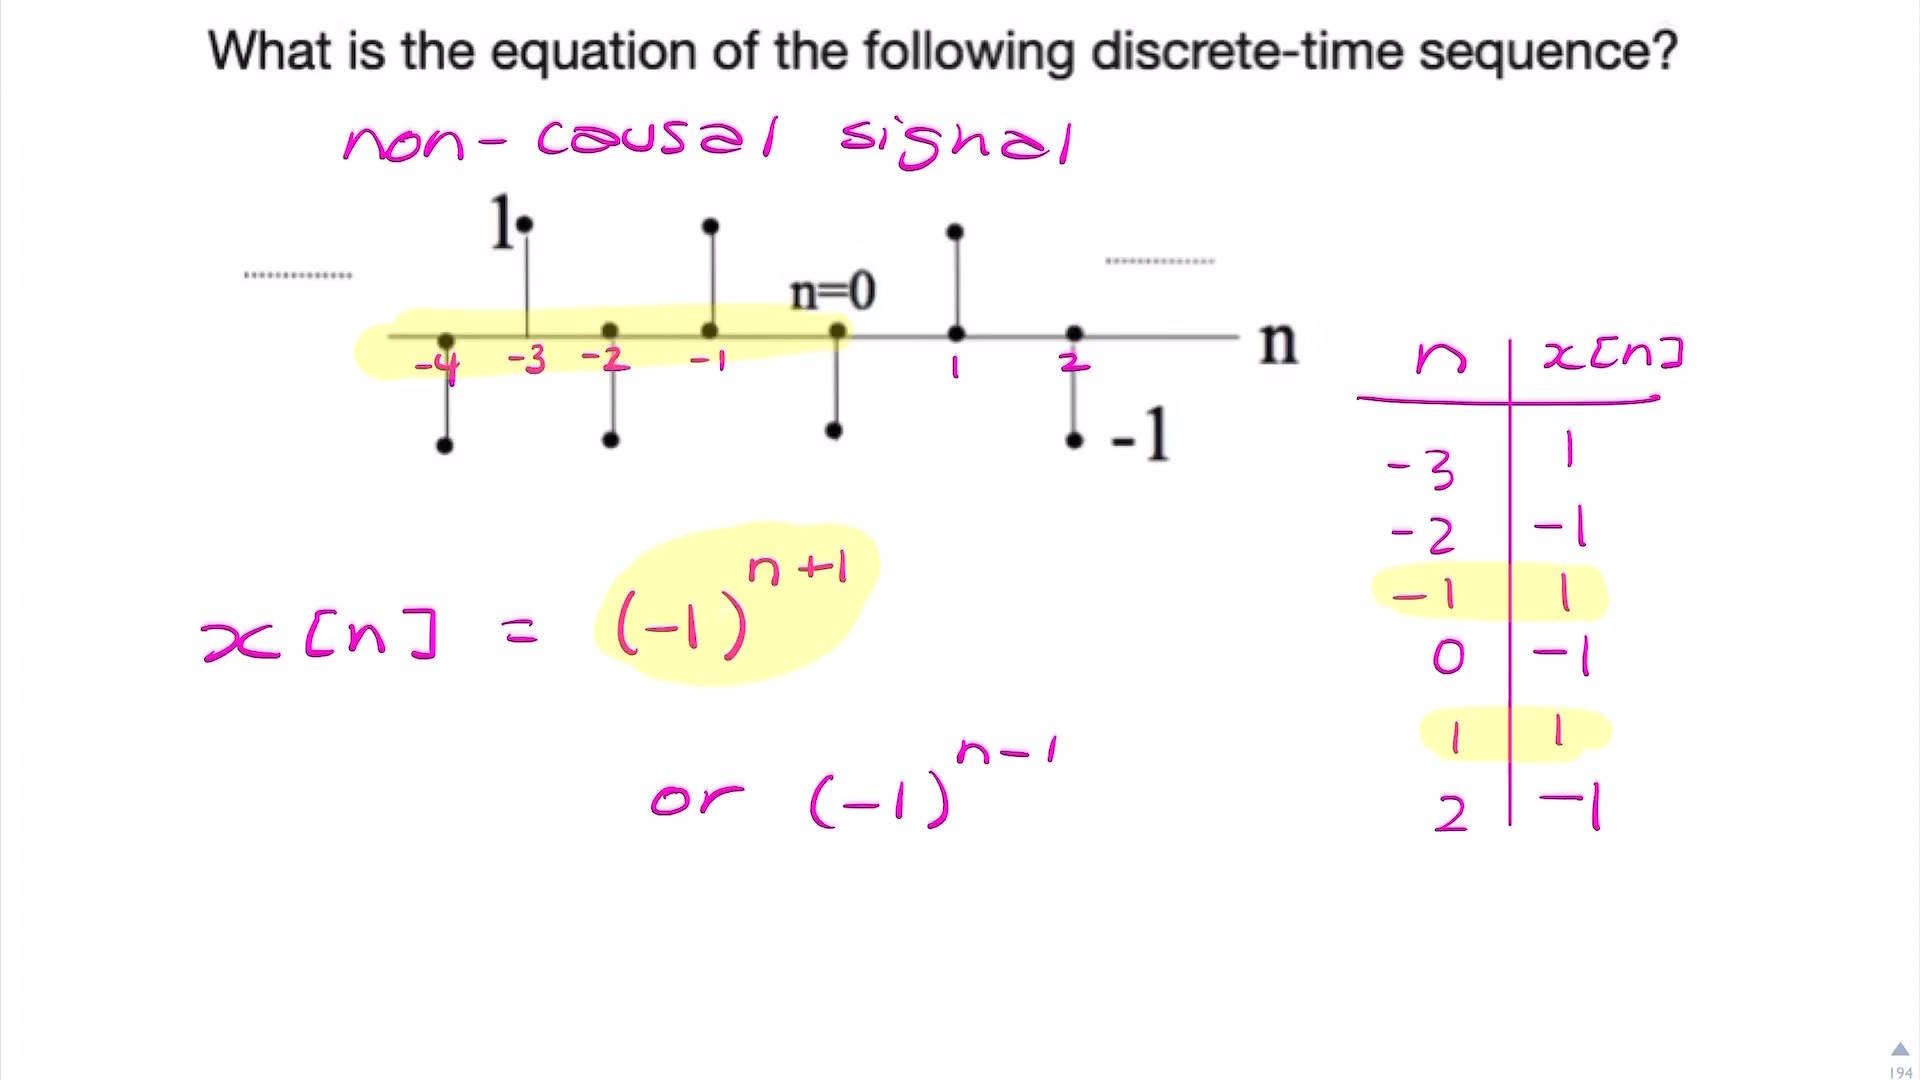 What is the equation of the following discrete-time sequence?
non-causal signal
1
n=0
n
-4 -3 -2 -1 1 2
-1
n x[n]
-3 1
-2 -1
-1 1
0 -1
1 1
2 -1
x[n] = (-1)^{n+1}
or (-1)^{n-1}
194